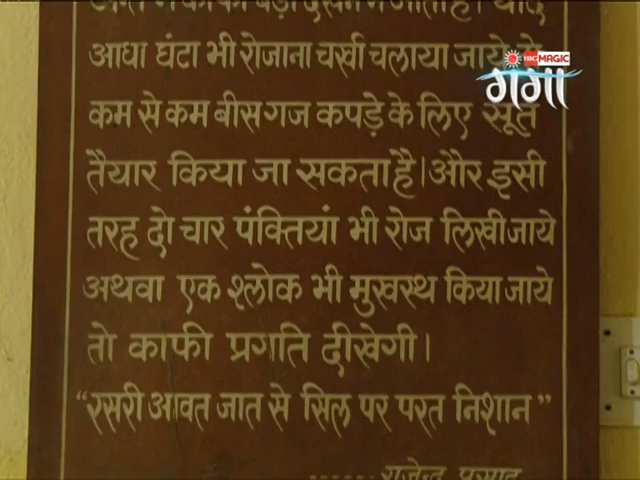 आधा घंटा भी रोजाना चर्खा चलाया जाये
कम से कम बीस गज कपड़े के लिए सूत
तैयार किया जा सकता है। और इसी
तरह दो चार पंक्तियां भी रोज लिखी जाये
अथवा एक श्लोक भी मुखस्थ किया जाये
तो काफी प्रगति दीखेगी।
“रसरी आवत जात से सिल पर परत निशान”
...... राजेन्द्र प्रसाद
MAGIC
गंगा